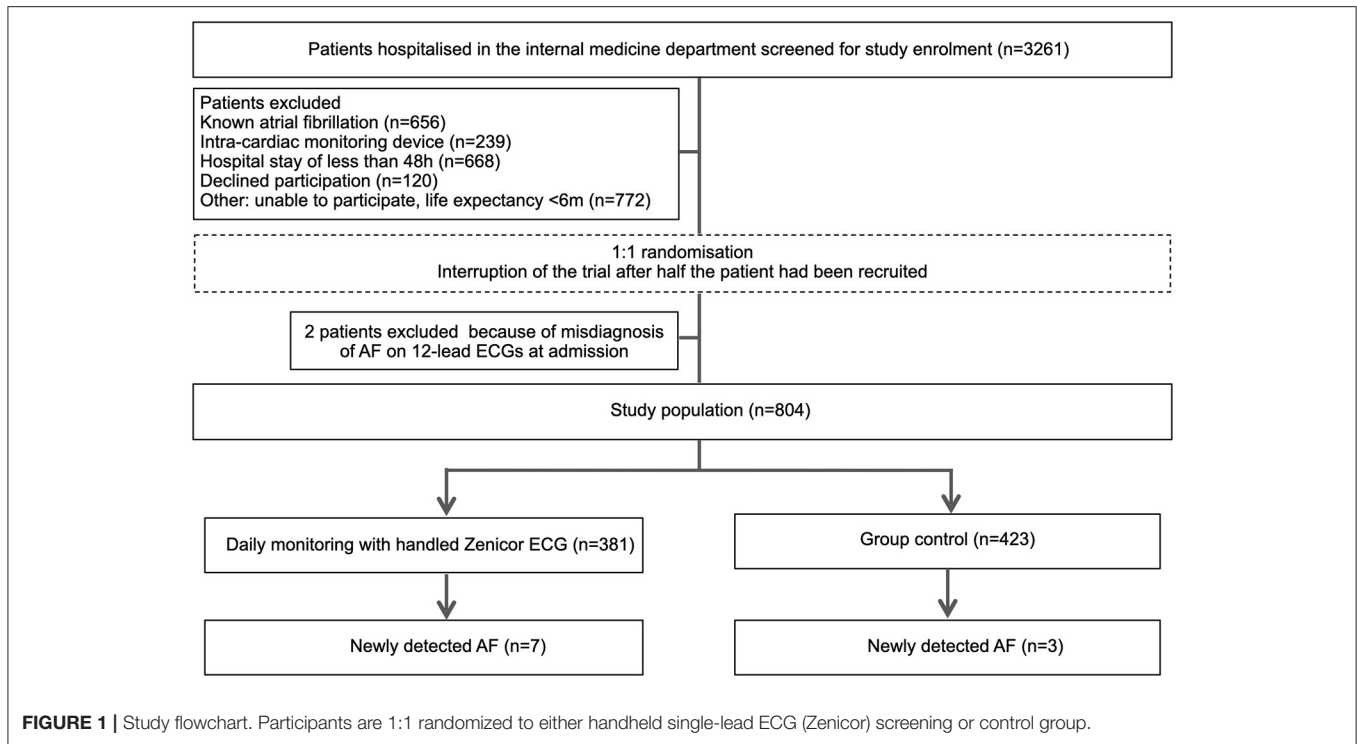 Patients hospitalised in the internal medicine department screened for study enrolment (n=3261)
Patients excluded
Known atrial fibrillation (n=656)
Intra-cardiac monitoring device (n=239)
Hospital stay of less than 48h (n=668)
Declined participation (n=120)
Other: unable to participate, life expectancy <6m (n=772)
1:1 randomisation
Interruption of the trial after half the patient had been recruited
2 patients excluded because of misdiagnosis
of AF on 12-lead ECGs at admission
Study population (n=804)
Daily monitoring with handled Zenicor ECG (n=381)
Group control (n=423)
Newly detected AF (n=7)
Newly detected AF (n=3)
FIGURE 1 | Study flowchart. Participants are 1:1 randomized to either handheld single-lead ECG (Zenicor) screening or control group.